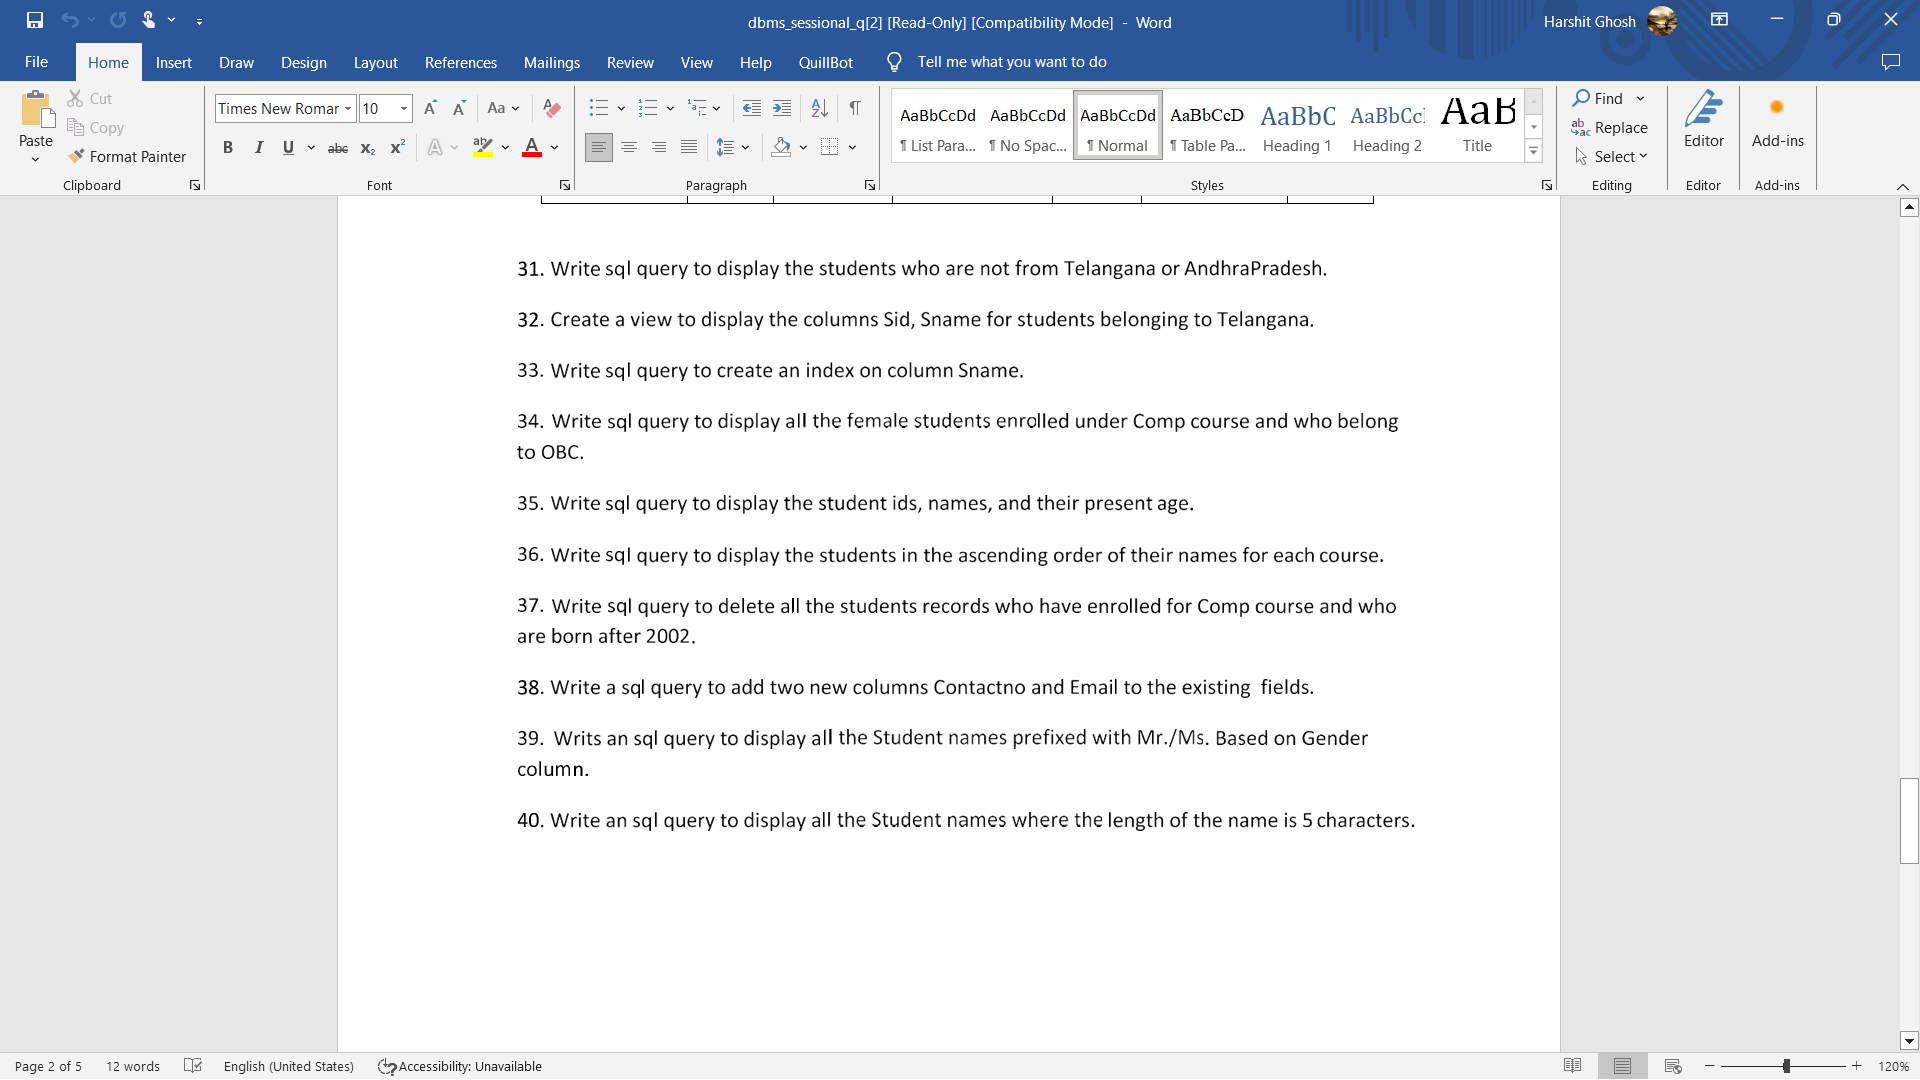 dbms_sessional_q[2] [Read-Only] [Compatibility Mode] - Word
Harshit Ghosh
File Home Insert Draw Design Layout References Mailings Review View Help QuillBot Tell me what you want to do
Paste
Cut
Copy
Format Painter
Clipboard
Times New Romar 10
Font
Paragraph
AaBbCcDd AaBbCcDd AaBbCcDd AaBbCcD AaBbC AaBbCc AaB
¶ List Para... ¶ No Spac... ¶ Normal ¶ Table Pa... Heading 1 Heading 2 Title
Styles
Find
Replace
Select
Editing
Editor
Editor
Add-ins
Add-ins
31. Write sql query to display the students who are not from Telangana or AndhraPradesh.
32. Create a view to display the columns Sid, Sname for students belonging to Telangana.
33. Write sql query to create an index on column Sname.
34. Write sql query to display all the female students enrolled under Comp course and who belong
to OBC.
35. Write sql query to display the student ids, names, and their present age.
36. Write sql query to display the students in the ascending order of their names for each course.
37. Write sql query to delete all the students records who have enrolled for Comp course and who
are born after 2002.
38. Write a sql query to add two new columns Contactno and Email to the existing fields.
39. Writs an sql query to display all the Student names prefixed with Mr./Ms. Based on Gender
column.
40. Write an sql query to display all the Student names where the length of the name is 5 characters.
Page 2 of 5 12 words English (United States) Accessibility: Unavailable 120%